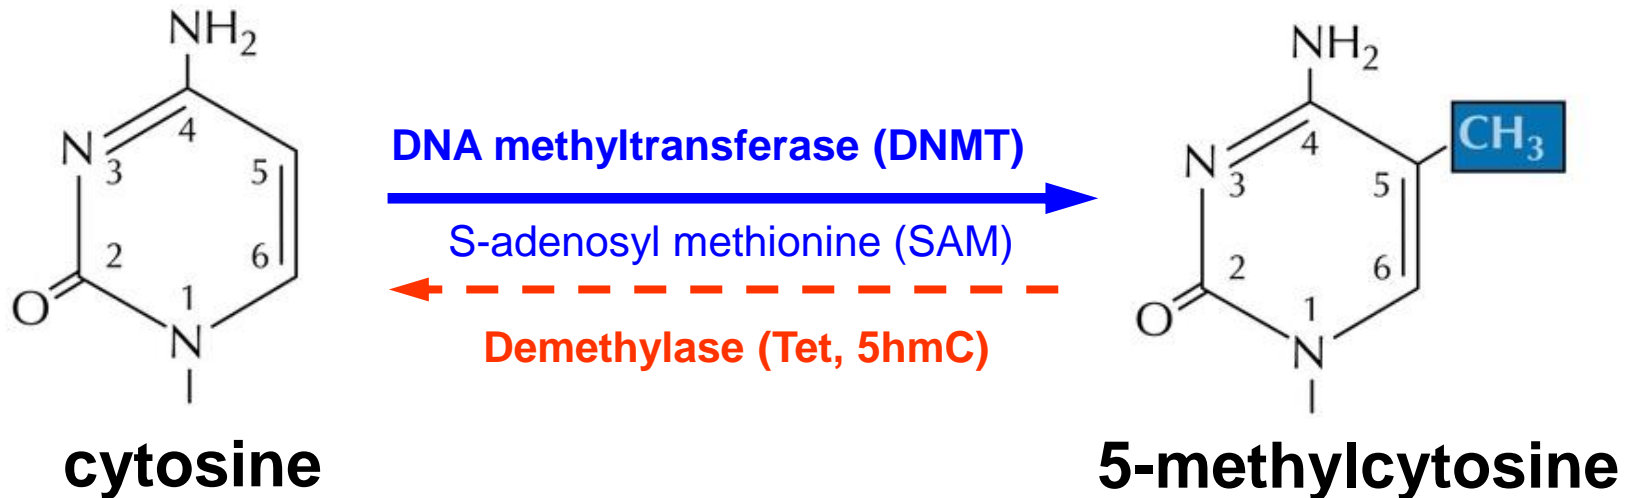 NH2
N
3
4
5
6
2
1
O
N
cytosine
DNA methyltransferase (DNMT)
S-adenosyl methionine (SAM)
Demethylase (Tet, 5hmC)
NH2
CH3
N
3
4
5
6
2
1
O
N
5-methylcytosine